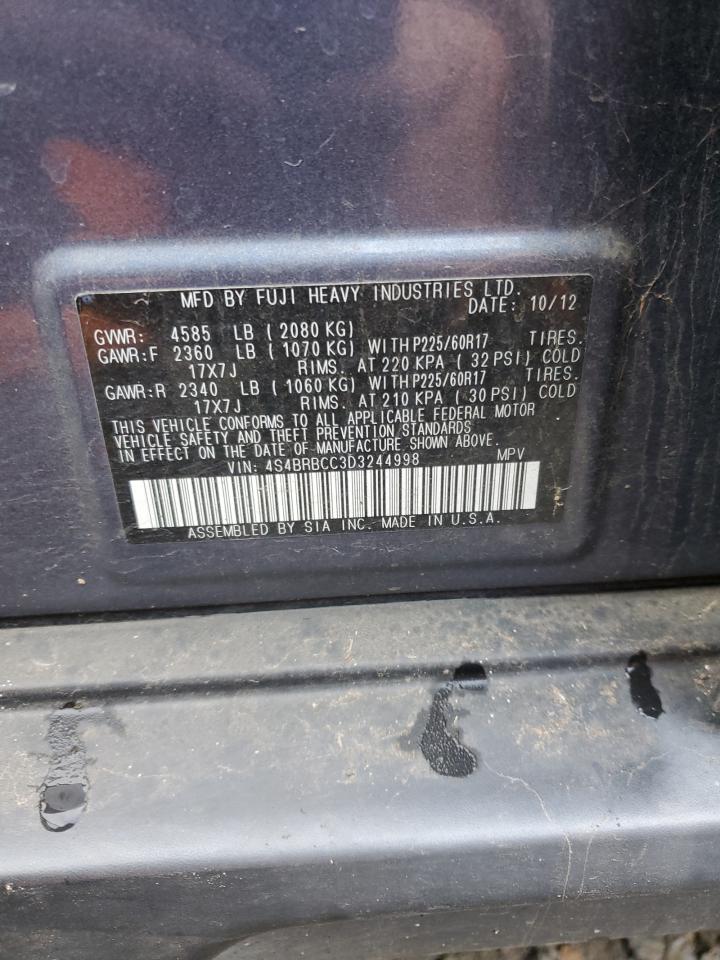 MFD BY FUJI HEAVY INDUSTRIES LTD.
DATE: 10/12
GVWR: 4585 LB ( 2080 KG)
GAWR:F 2360 LB ( 1070 KG) WITH P225/60R17 TIRES.
17X7J RIMS. AT 220 KPA ( 32 PSI) COLD
GAWR:R 2340 LB ( 1060 KG) WITH P225/60R17 TIRES.
17X7J RIMS. AT 210 KPA ( 30 PSI) COLD
THIS VEHICLE CONFORMS TO ALL APPLICABLE FEDERAL MOTOR
VEHICLE SAFETY AND THEFT PREVENTION STANDARDS
IN EFFECT ON THE DATE OF MANUFACTURE SHOWN ABOVE.
VIN: 4S4BRBCC3D3244998 MPV
ASSEMBLED BY SIA INC. MADE IN U.S.A.